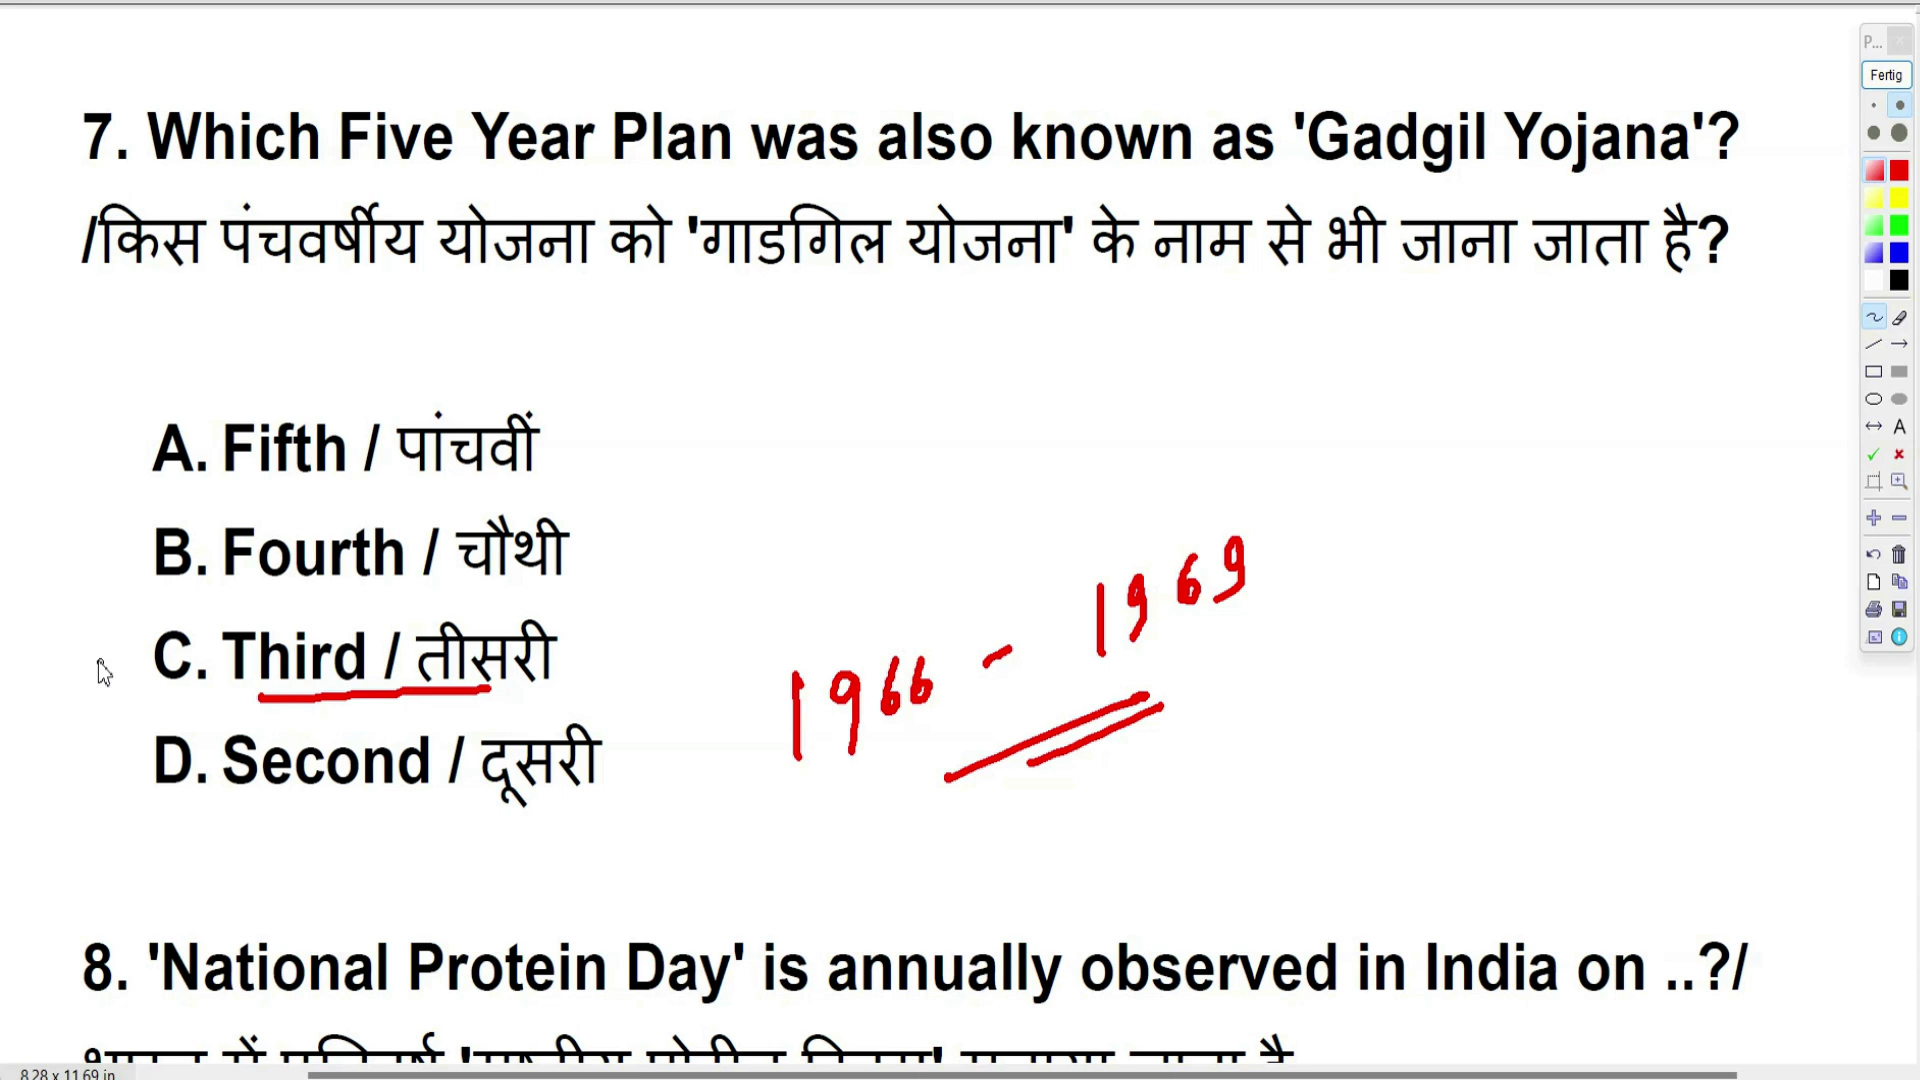 P...
Fertig
7. Which Five Year Plan was also known as 'Gadgil Yojana'?
/किस पंचवर्षीय योजना को 'गाडगिल योजना' के नाम से भी जाना जाता है?
A. Fifth / पांचवीं
B. Fourth / चौथी
C. Third / तीसरी
D. Second / दूसरी
1966 - 1969
8. 'National Protein Day' is annually observed in India on ..?/
8.28 x 11.69 in